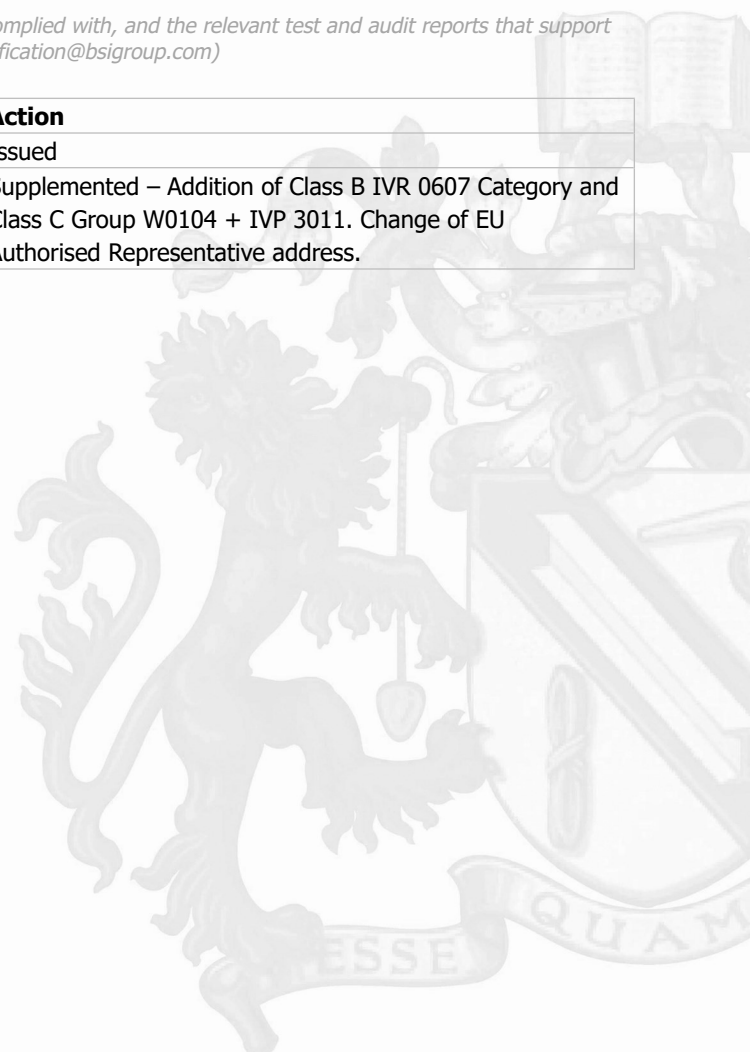 omplied with, and the relevant test and audit reports that support
fication@bsigroup.com)
Action
Issued
Supplemented – Addition of Class B IVR 0607 Category and
Class C Group W0104 + IVP 3011. Change of EU
Authorised Representative address.
ESSE QUAM